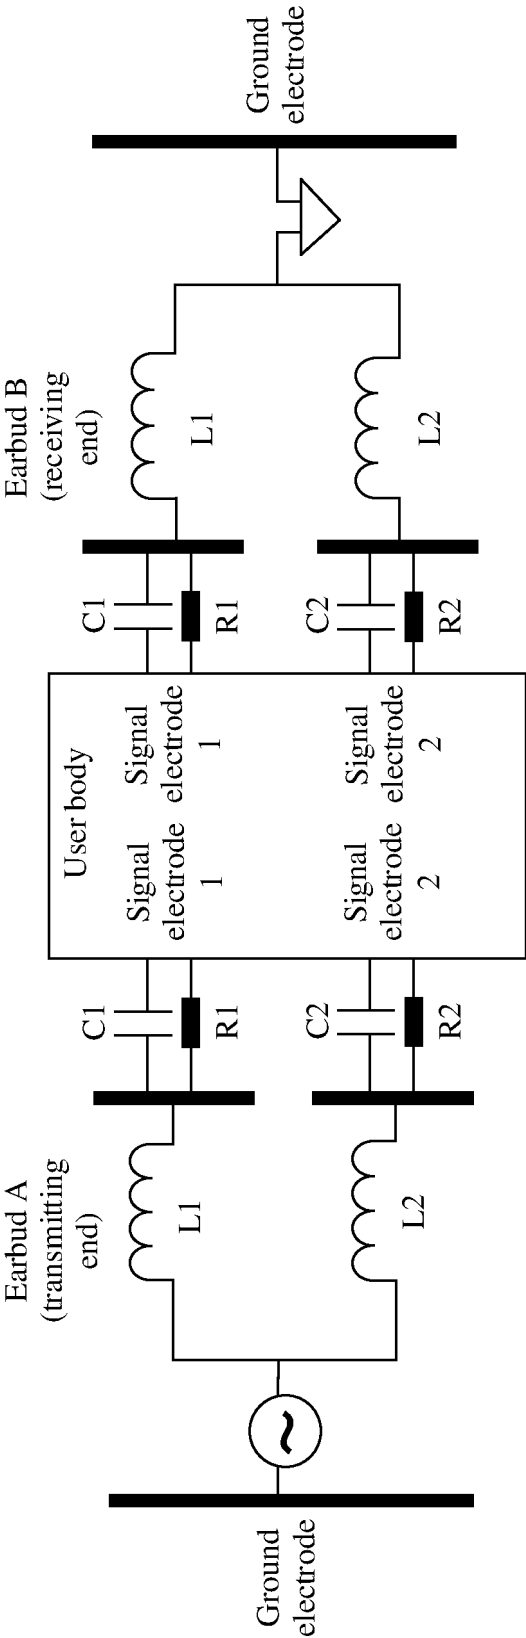 Earbud A
(transmitting
end)
Earbud B
(receiving
end)
User body
L1
C1
R1
Signal
electrode
1
Signal
electrode
1
C1
R1
L1
Ground
electrode
Ground
electrode
L2
C2
R2
Signal
electrode
2
Signal
electrode
2
C2
R2
L2